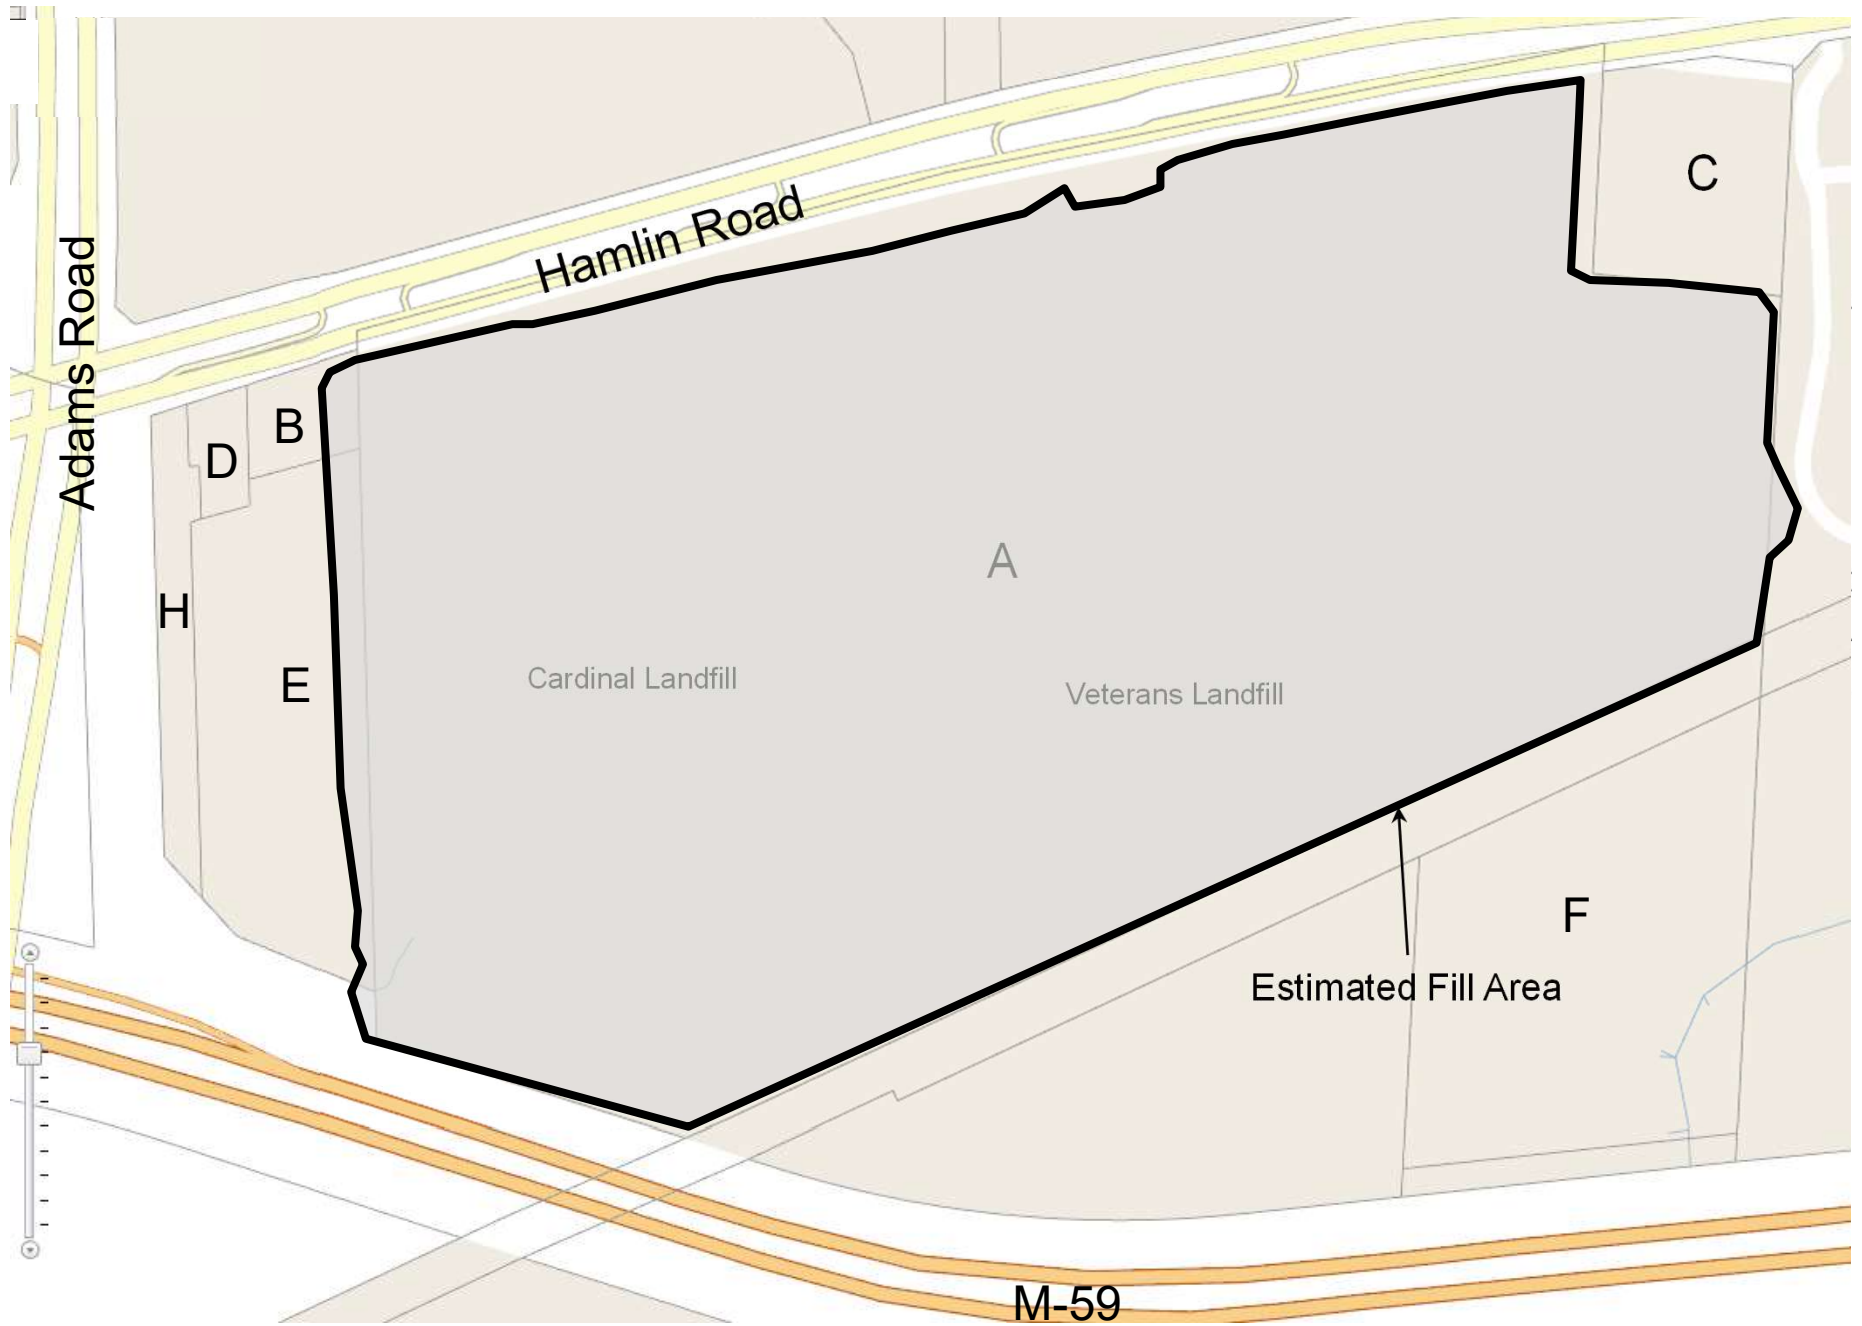 C
Hamlin Road
Adams Road
B
D
A
H
E
Cardinal Landfill
Veterans Landfill
F
Estimated Fill Area
M-59